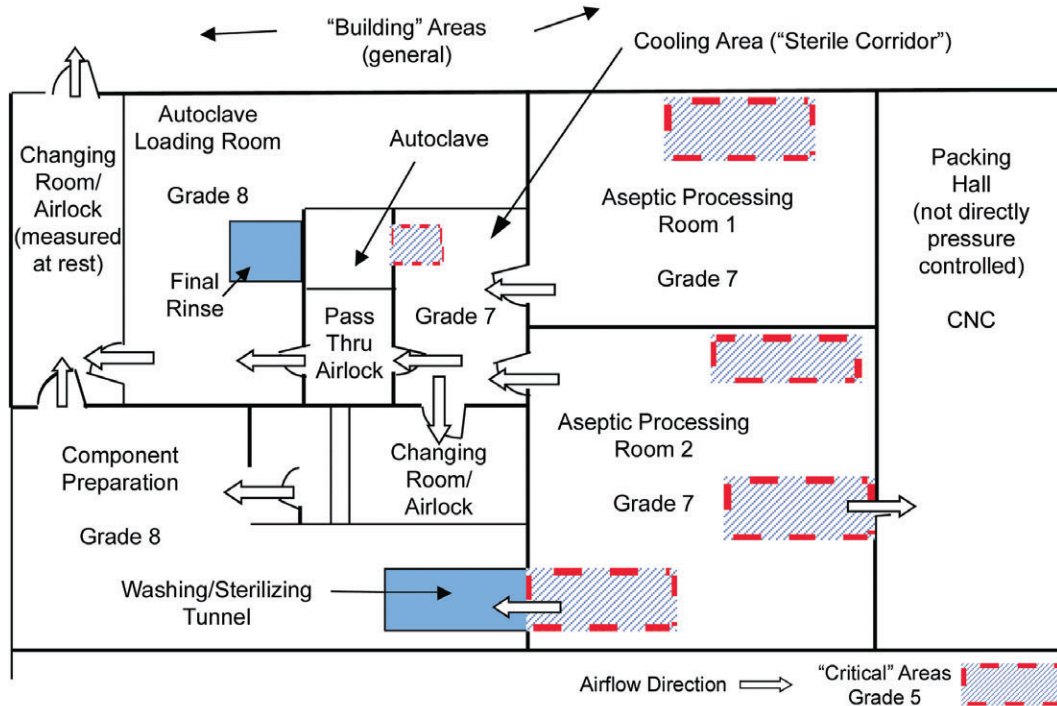 “Building” Areas
(general)
Cooling Area (“Sterile Corridor”)
Autoclave
Loading Room
Grade 8
Autoclave
Changing
Room/
Airlock
(measured
at rest)
Final
Rinse
Pass
Thru
Airlock
Grade 7
Aseptic Processing
Room 1
Grade 7
Packing
Hall
(not directly
pressure
controlled)
CNC
Component
Preparation
Grade 8
Changing
Room/
Airlock
Aseptic Processing
Room 2
Grade 7
Washing/Sterilizing
Tunnel
Airflow Direction
“Critical” Areas
Grade 5